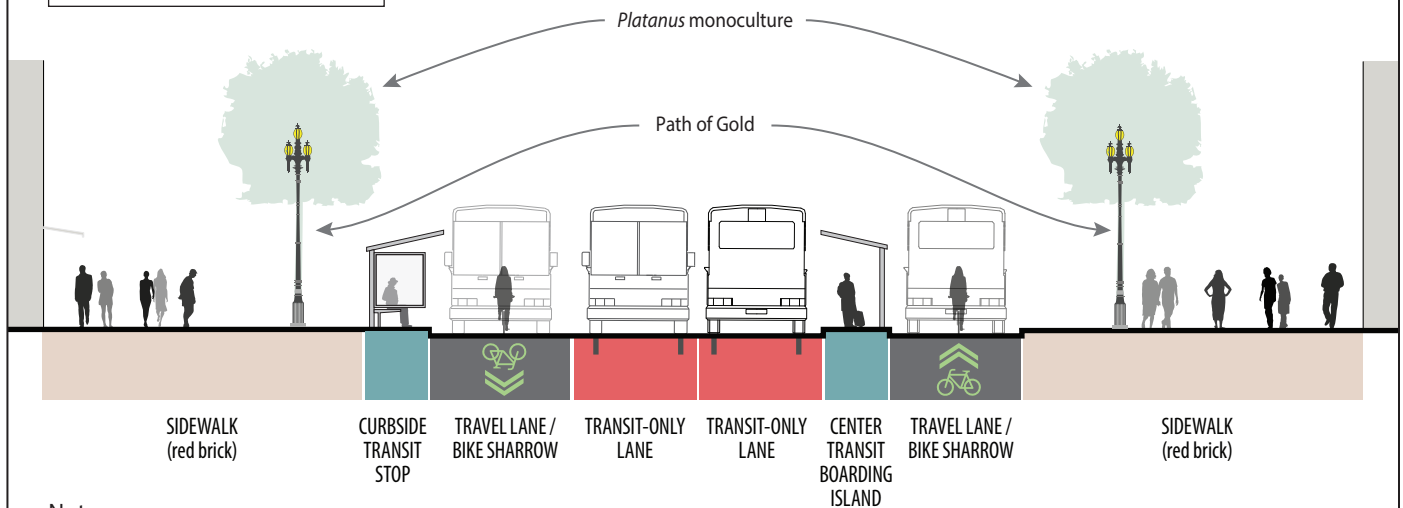 Platanus monoculture
Path of Gold
SIDEWALK
(red brick)
CURBSIDE
TRANSIT
STOP
TRAVEL LANE /
BIKE SHARROW
TRANSIT-ONLY
LANE
TRANSIT-ONLY
LANE
CENTER
TRANSIT
BOARDING
ISLAND
TRAVEL LANE /
BIKE SHARROW
SIDEWALK
(red brick)